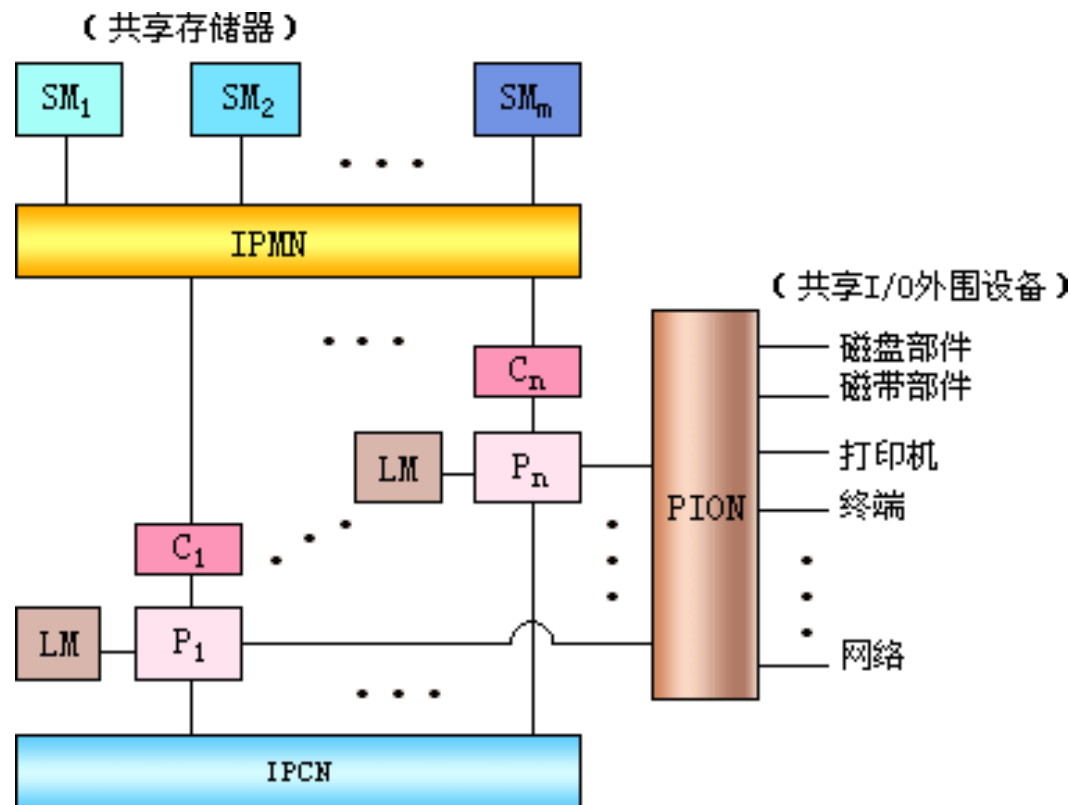 （共享存储器）
SM1 SM2 SMm
IPMN
（共享I/O外围设备）
磁盘部件
Cn
磁带部件
LM Pn
打印机
PION
终端
C1
LM P1
网络
IPCN